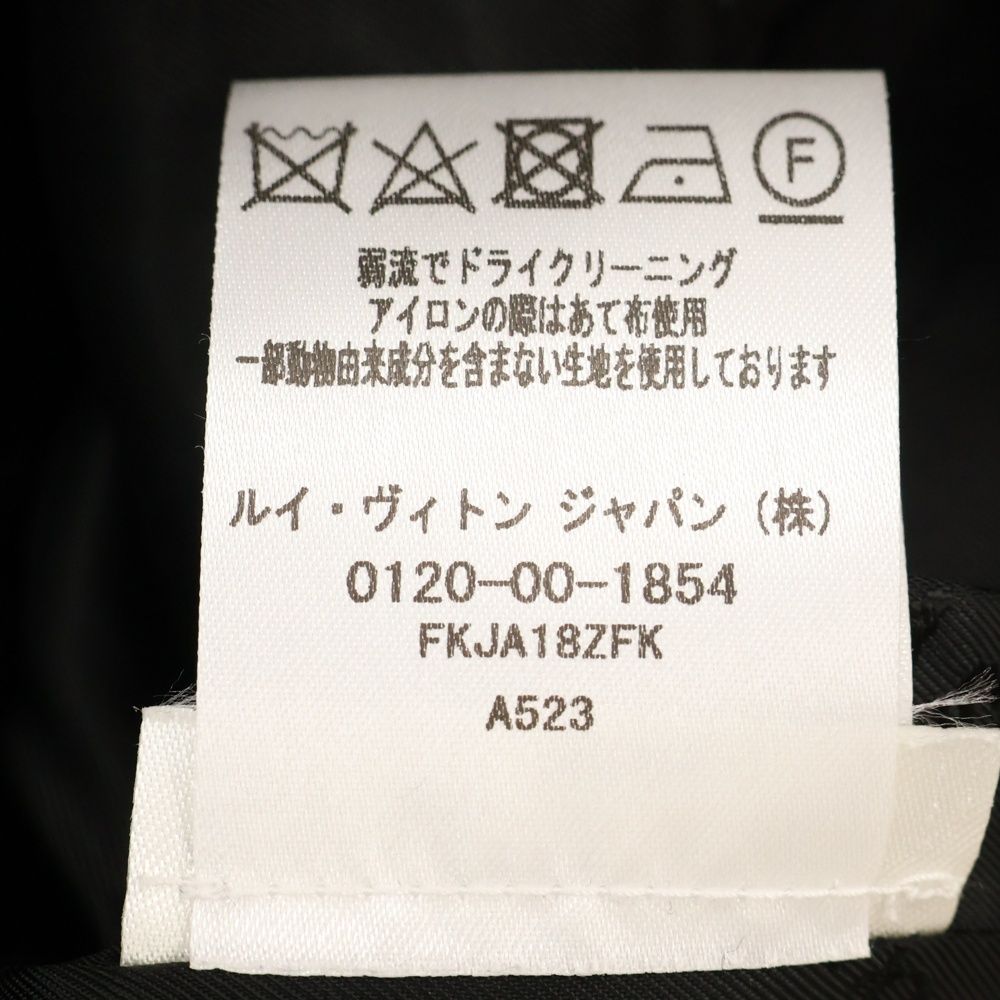 F
弱流でドライクリーニング
アイロンの際はあて布使用
一部動物由来成分を含まない生地を使用しております
ルイ・ヴィトン ジャパン (株)
0120-00-1854
FKJA18ZFK
A523